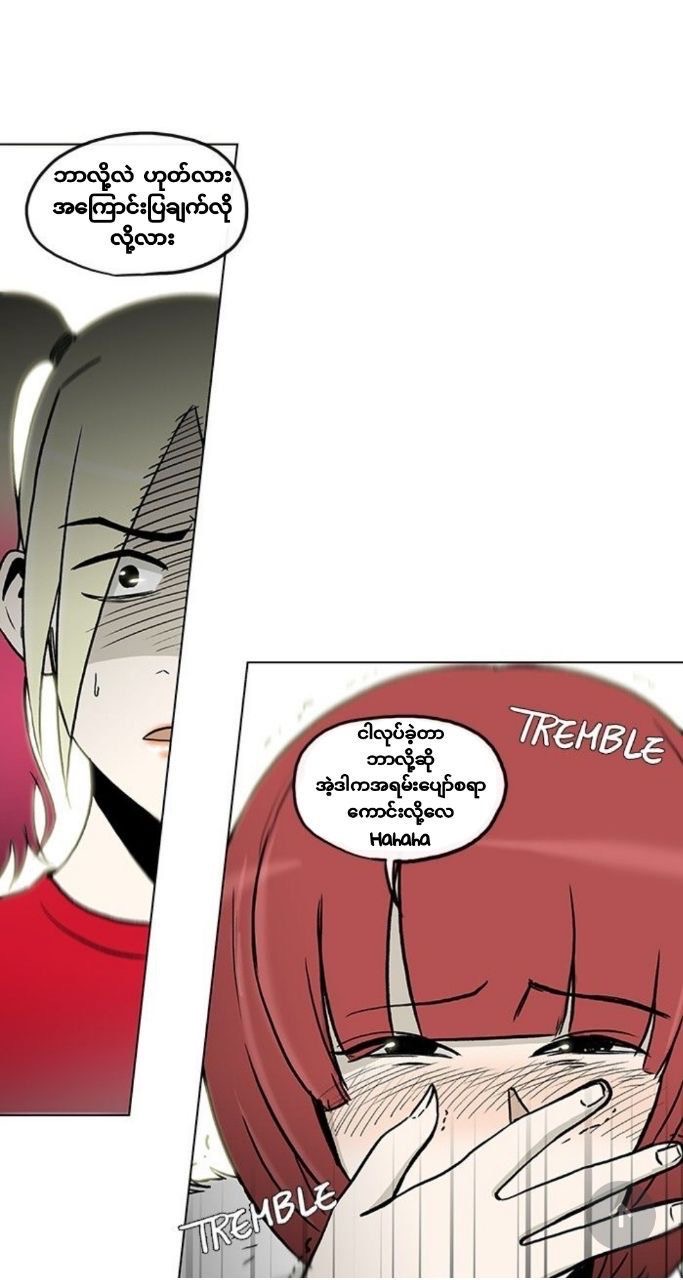 ဘာလို့လဲ ဟုတ်လား
အကြောင်းပြချက်လို
လို့လား
TREMBLE
ငါလုပ်ခဲ့တာ
ဘာလို့ဆို
အဲ့ဒါကအရမ်းပျော်စရာ
ကောင်းလို့လေ
Hahaha
TREMBLE